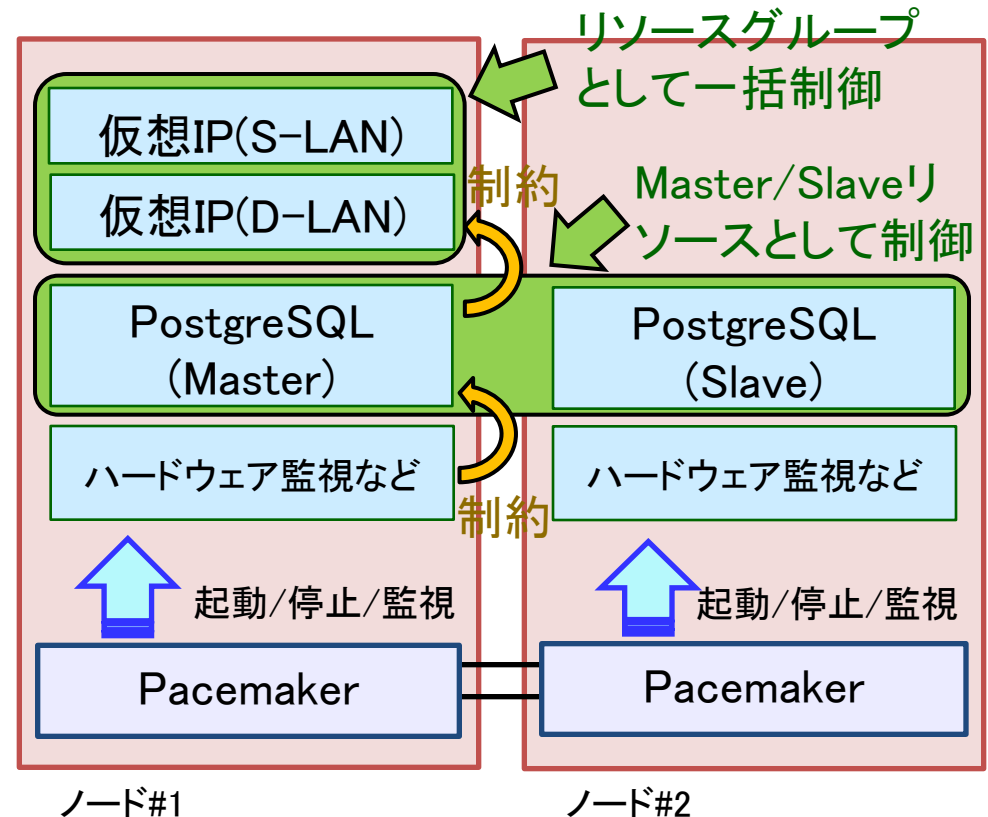 リソースグループ
として一括制御
仮想IP(S-LAN)
仮想IP(D-LAN)
制約
Master/Slaveリ
ソースとして制御
PostgreSQL
(Master)
PostgreSQL
(Slave)
ハードウェア監視など
ハードウェア監視など
制約
起動/停止/監視
起動/停止/監視
Pacemaker
Pacemaker
ノード#1
ノード#2